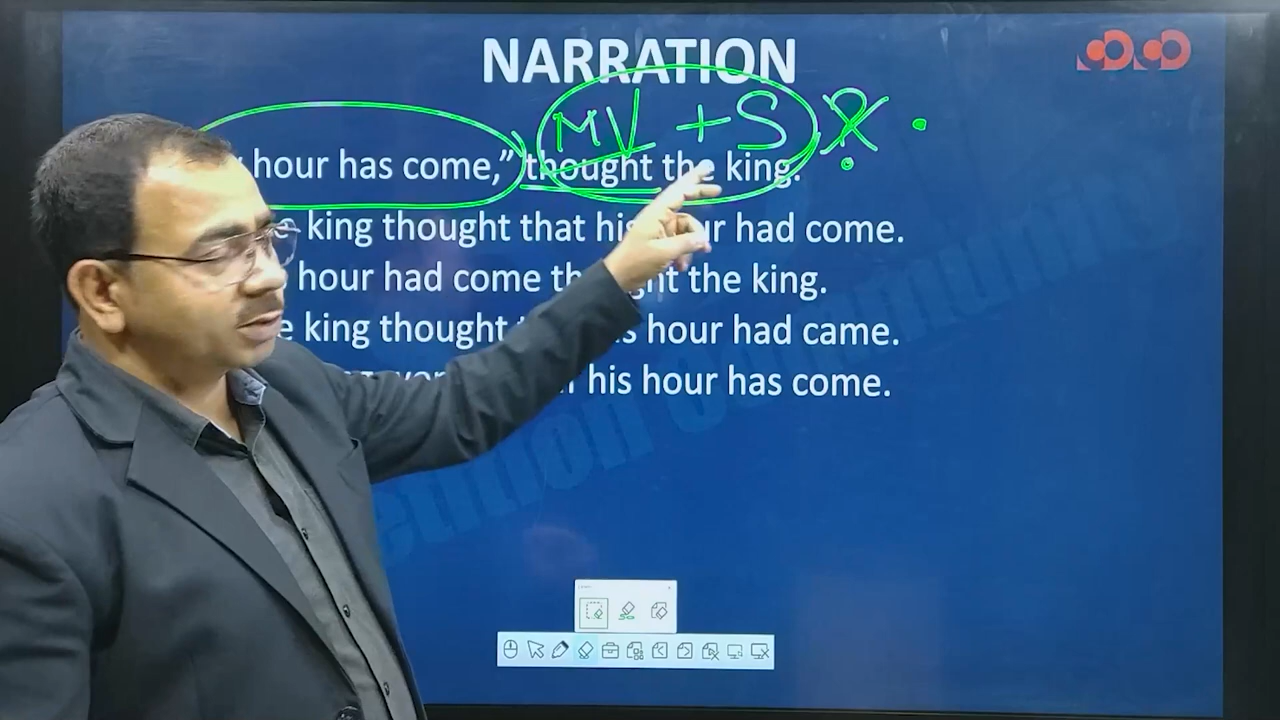 NARRATION
MV + S
hour has come,” thought the king.
king thought that his hour had come.
hour had come thought the king.
king thought his hour had came.
his hour has come.